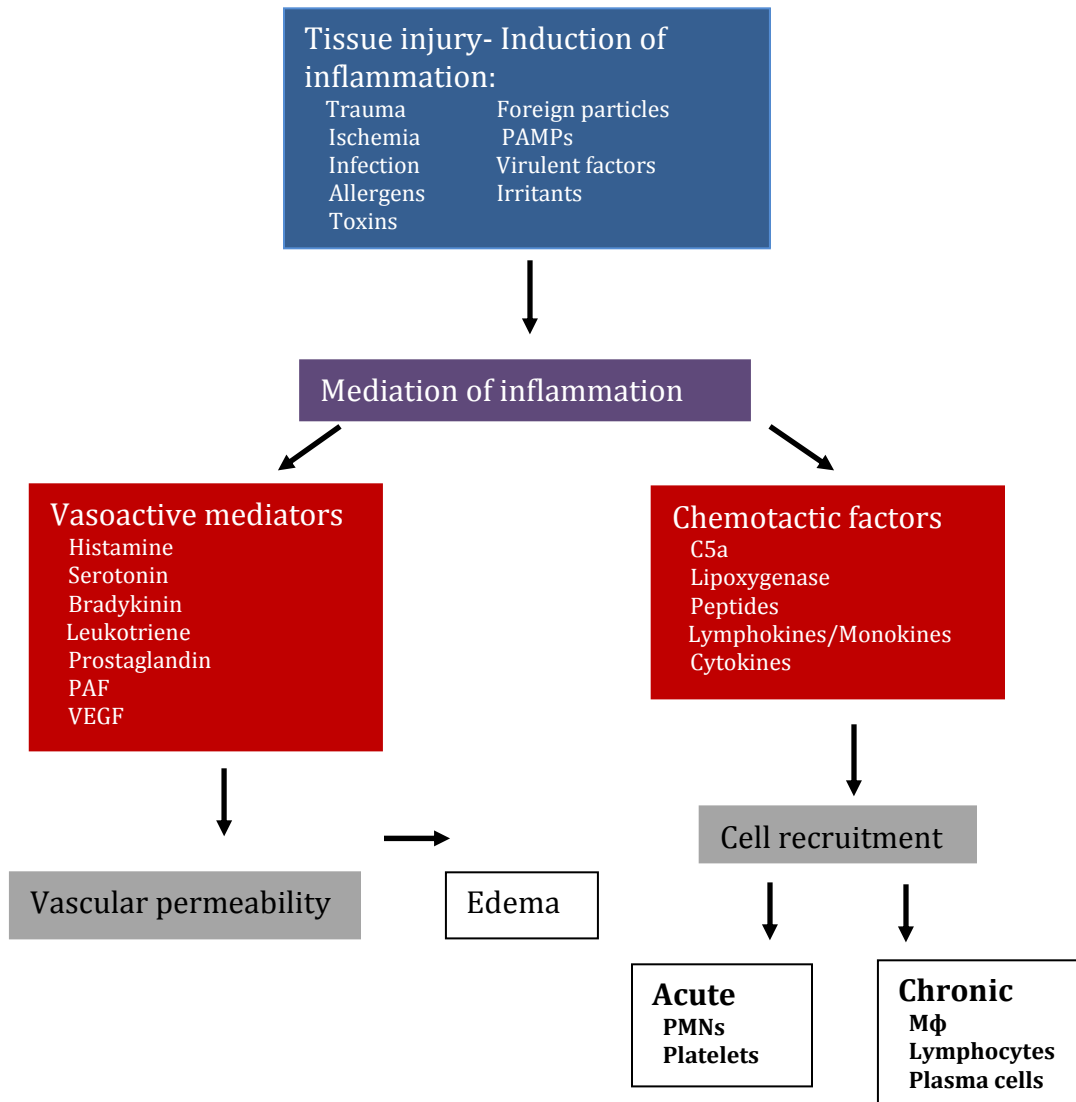 Tissue injury- Induction of
inflammation:
Trauma Foreign particles
Ischemia PAMPs
Infection Virulent factors
Allergens Irritants
Toxins
Mediation of inflammation
Vasoactive mediators
Histamine
Serotonin
Bradykinin
Leukotriene
Prostaglandin
PAF
VEGF
Chemotactic factors
C5a
Lipoxygenase
Peptides
Lymphokines/Monokines
Cytokines
Vascular permeability
Edema
Cell recruitment
Acute
PMNs
Platelets
Chronic
Mϕ
Lymphocytes
Plasma cells